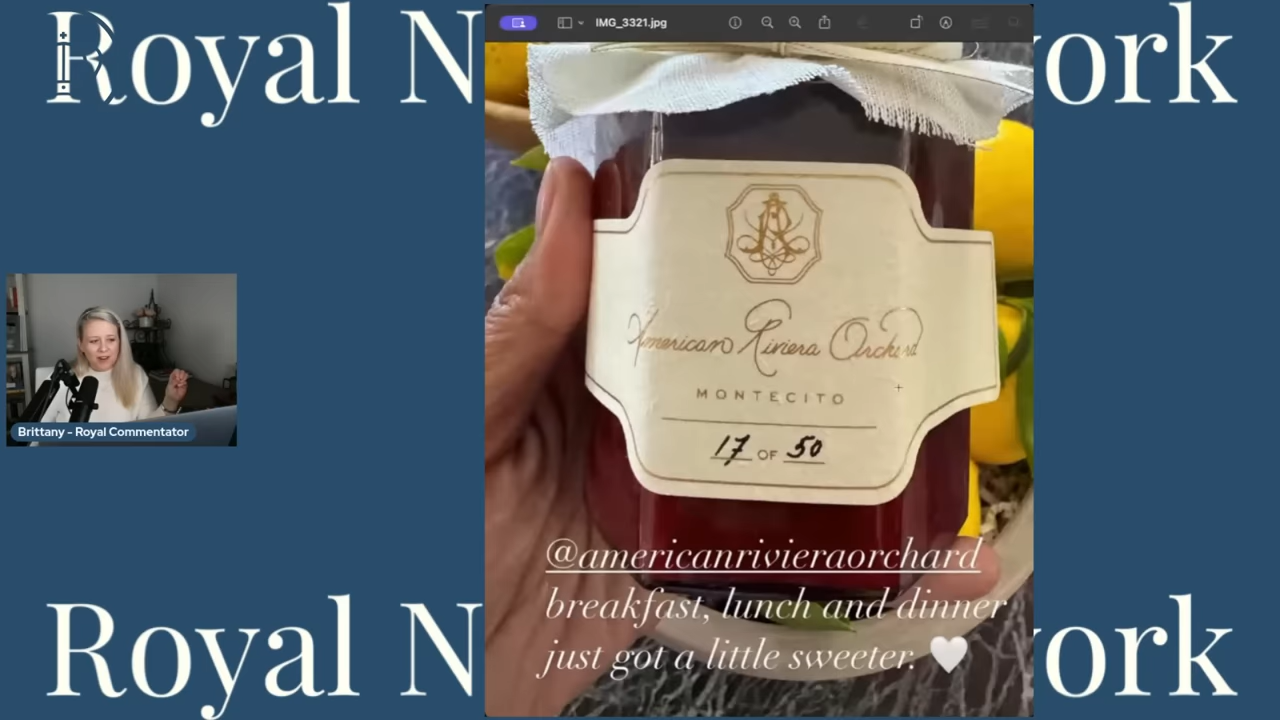 Royal N
ork
IMG_3321.jpg
American Riviera Orchard
MONTECITO
17 OF 50
@americanrivieraorchard
breakfast, lunch and dinner
just got a little sweeter. 🤍
Brittany - Royal Commentator
Royal N
ork